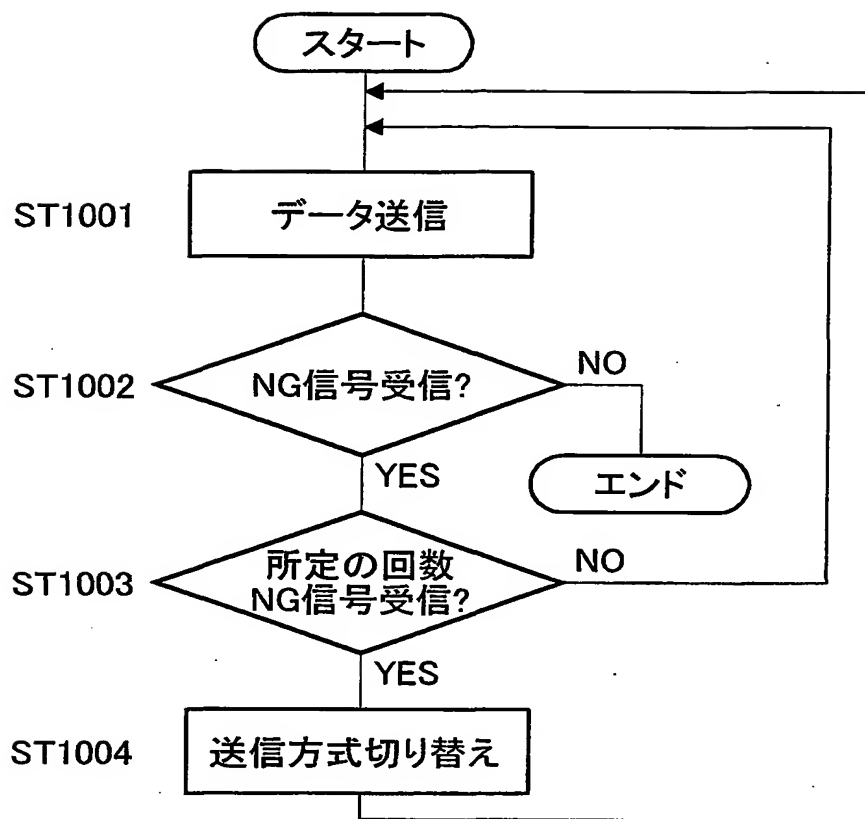 スタート
ST1001
データ送信
ST1002
NG信号受信?
NO
エンド
YES
ST1003
所定の回数
NG信号受信?
NO
YES
ST1004
送信方式切り替え